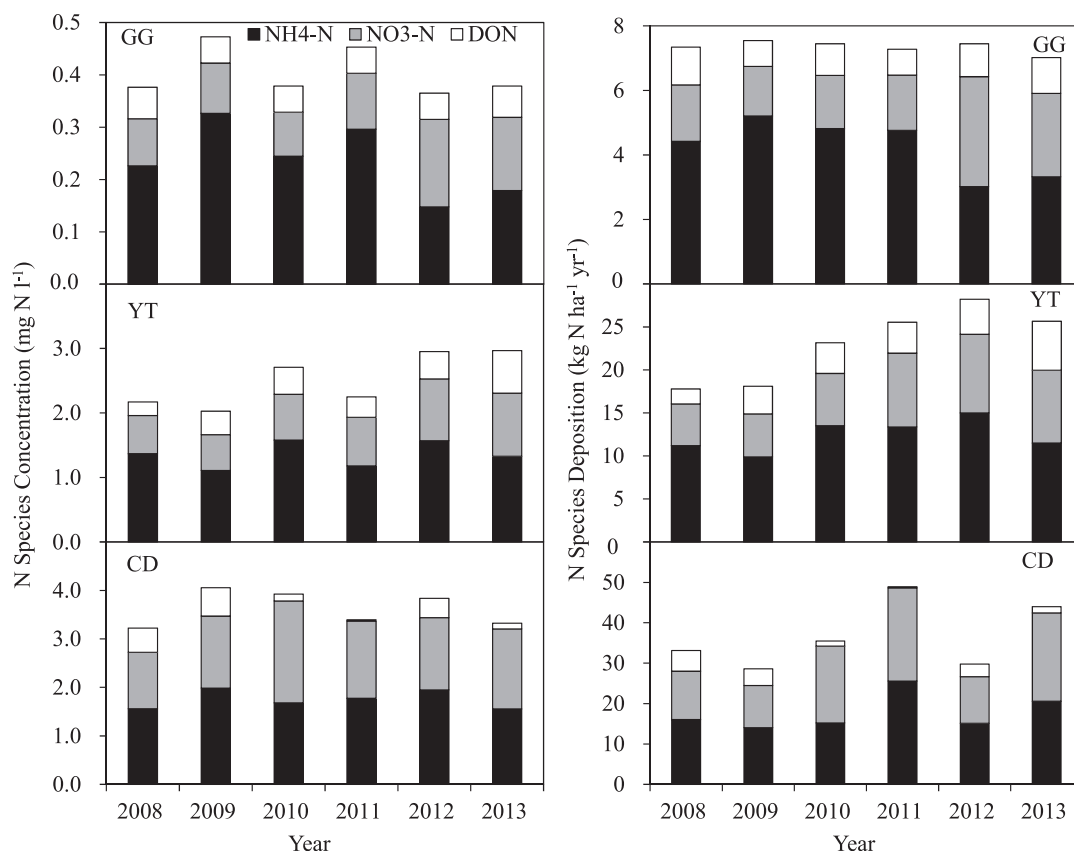 GG
NH4-N NO3-N DON
0.5
0.4
0.3
0.2
0.1
0.0
YT
3.0
2.0
1.0
0.0
CD
4.0
3.0
2.0
1.0
0.0
N Species Concentration (mg N l⁻¹)
2008 2009 2010 2011 2012 2013
Year
GG
8
6
4
2
0
YT
25
20
15
10
5
0
CD
50
40
30
20
10
0
N Species Deposition (kg N ha⁻¹ yr⁻¹)
2008 2009 2010 2011 2012 2013
Year